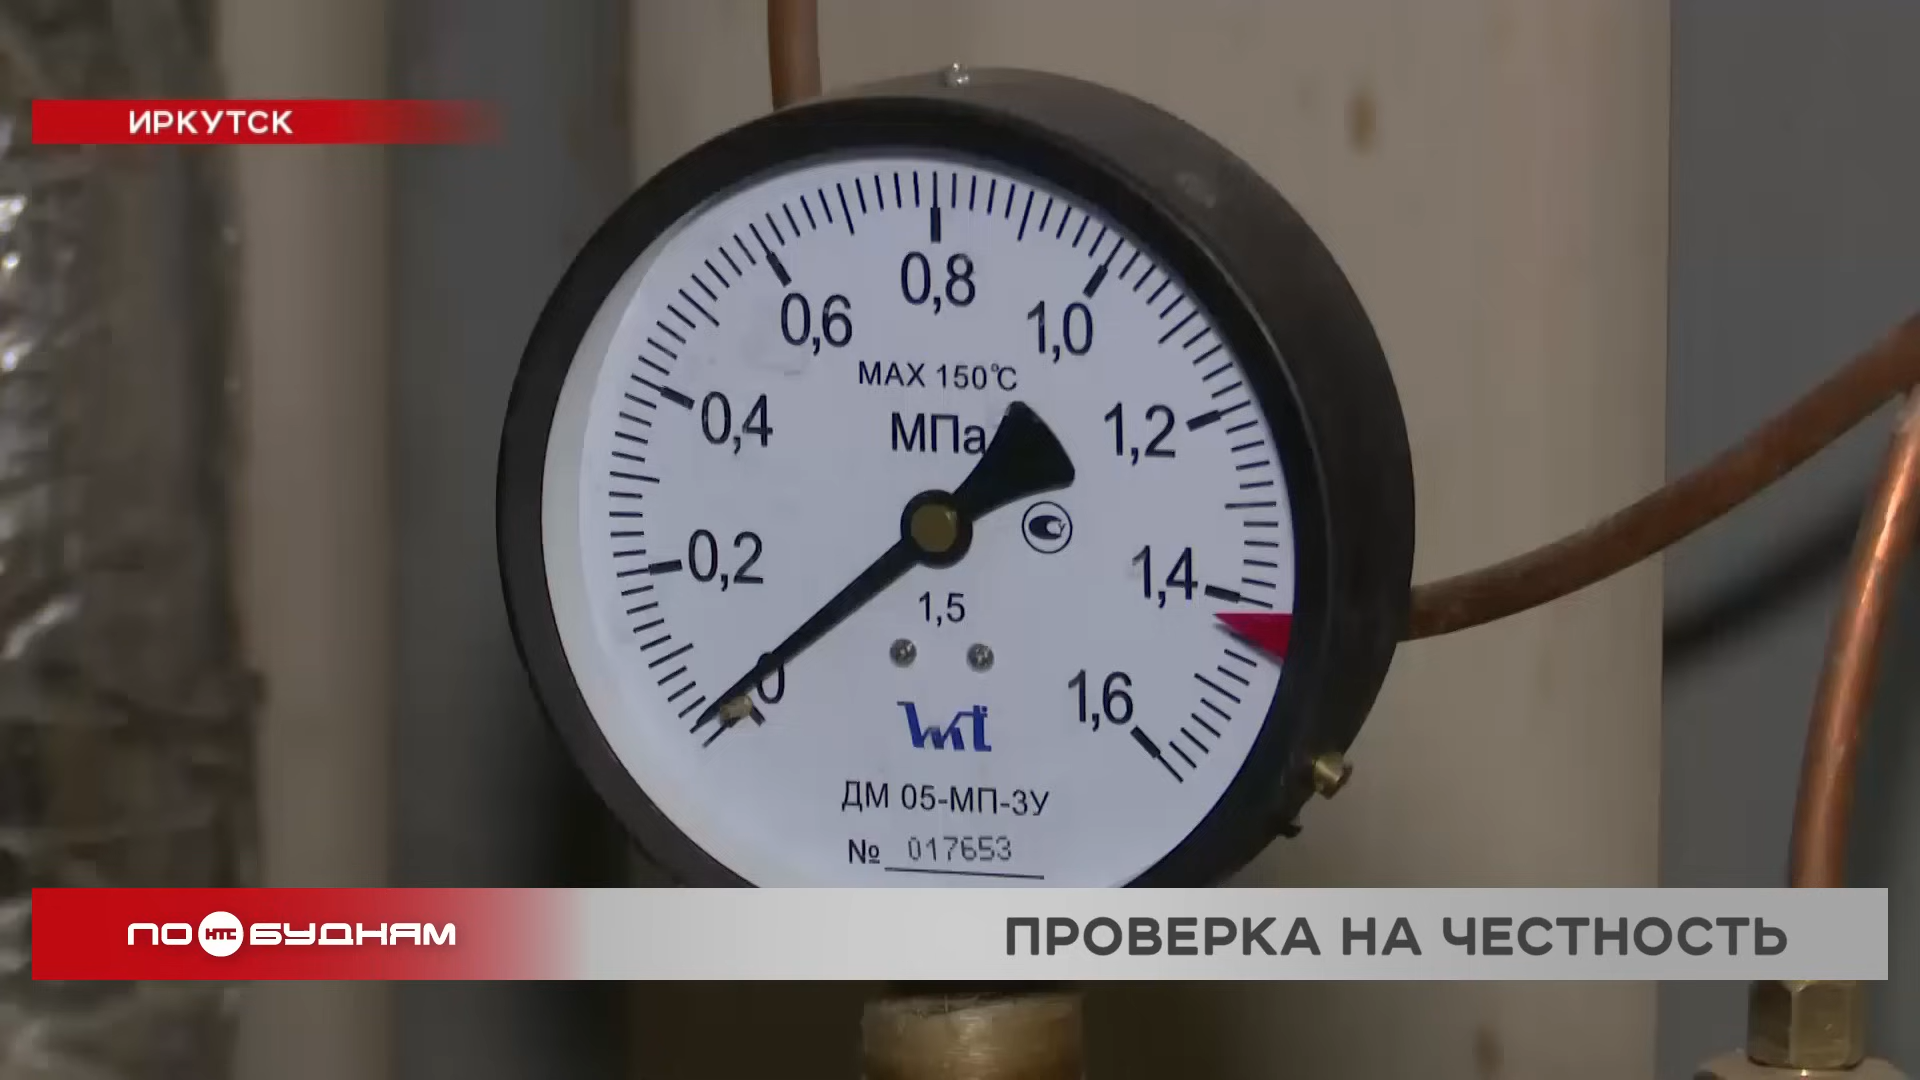 ИРКУТСК
0,8
0,6
1,0
MAX 150°C
0,4
МПа
1,2
0,2
1,4
1,5
0
1,6
ДМ 05-МП-3У
№ 017653
ПО НТС БУДНЯМ
ПРОВЕРКА НА ЧЕСТНОСТЬ